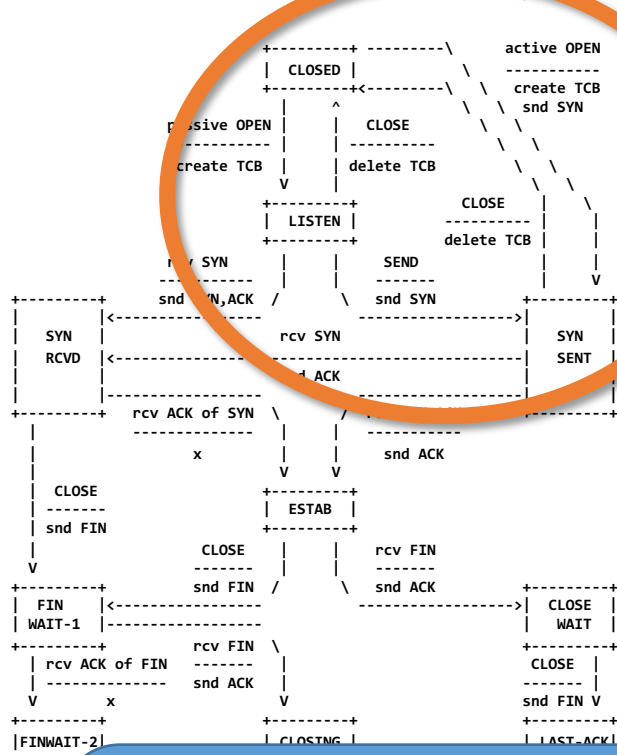 active OPEN
CLOSED
create TCB
snd SYN
passive OPEN CLOSE
create TCB delete TCB
CLOSE
LISTEN
delete TCB
SYN SEND
snd SYN,ACK snd SYN
SYN rcv SYN SYN
RCVD SENT
ACK
rcv ACK of SYN
x snd ACK
CLOSE
ESTAB
snd FIN
CLOSE rcv FIN
snd FIN snd ACK
FIN CLOSE
WAIT-1 WAIT
rcv FIN
rcv ACK of FIN CLOSE
snd ACK
x snd FIN
FINWAIT-2 CLOSING LAST-ACK